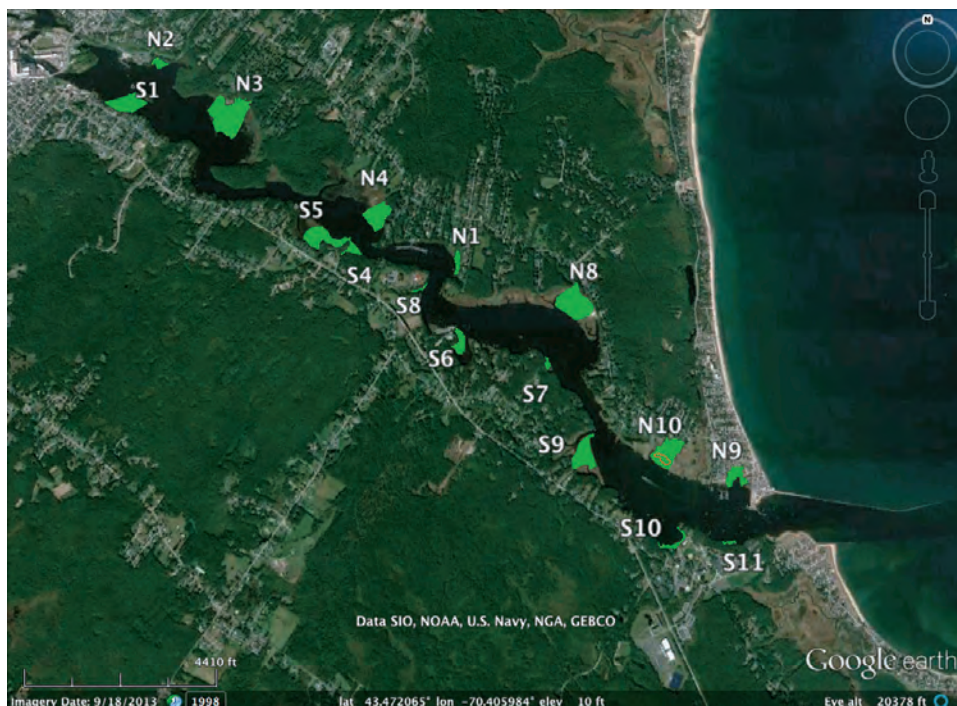 N
N2
S1
N3
N4
S5
N1
S4
N8
S8
S6
S7
N10
S9
N9
S10
S11
Data SIO, NOAA, U.S. Navy, NGA, GEBCO
4410 ft
Google earth
Imagery Date: 9/18/2013 1998 lat 43.472065° lon -70.405984° elev 10 ft Eye alt 20378 ft